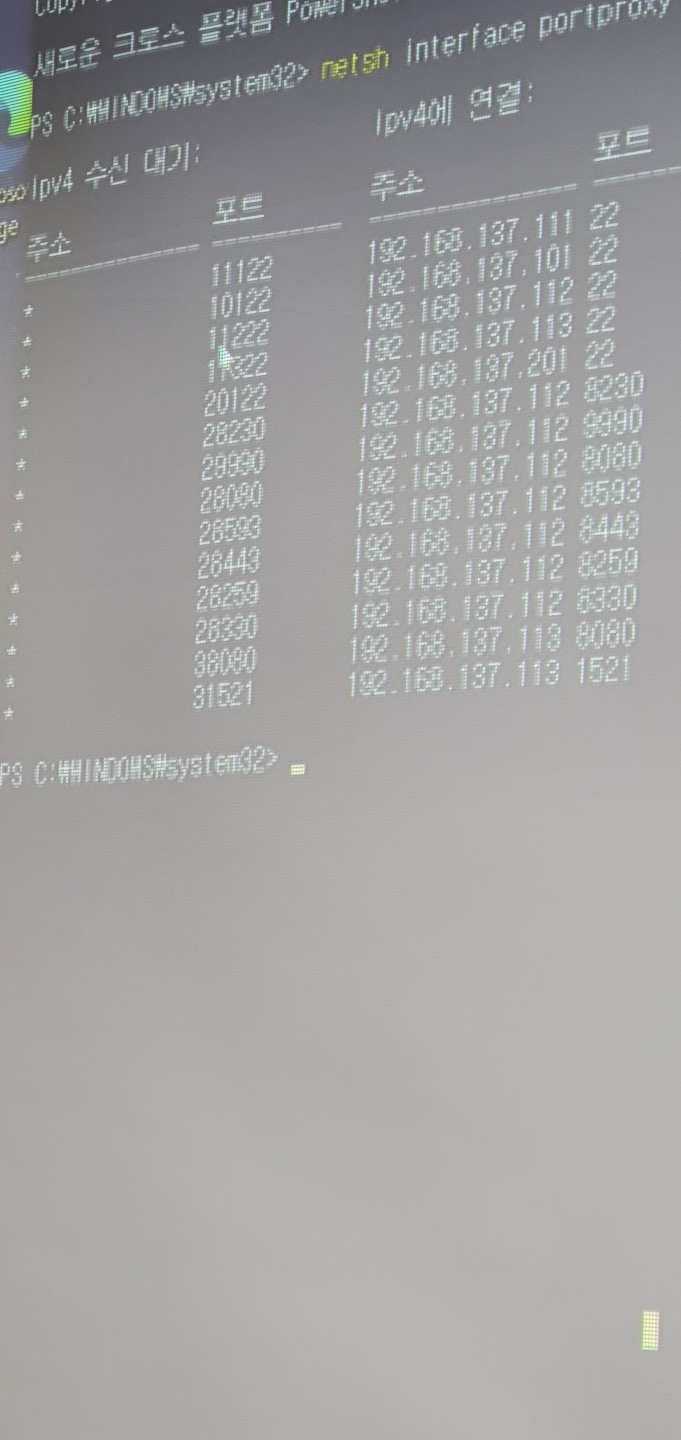 새로운 크로스 플랫폼
PS C:₩WINDOWS₩system32> netsh interface portproxy
Ipv4 수신 대기: Ipv4에 연결:
주소 포트 주소 포트
* 11122 192.168.137.111 22
* 10122 192.168.137.101 22
* 11222 192.168.137.112 22
* 11322 192.168.137.113 22
* 20122 192.168.137.201 22
* 28230 192.168.137.112 8230
* 29990 192.168.137.112 9990
* 28080 192.168.137.112 8080
* 28593 192.168.137.112 8593
* 28443 192.168.137.112 8443
* 28259 192.168.137.112 8259
* 28330 192.168.137.112 8330
* 38080 192.168.137.113 8080
* 31521 192.168.137.113 1521
PS C:₩WINDOWS₩system32>